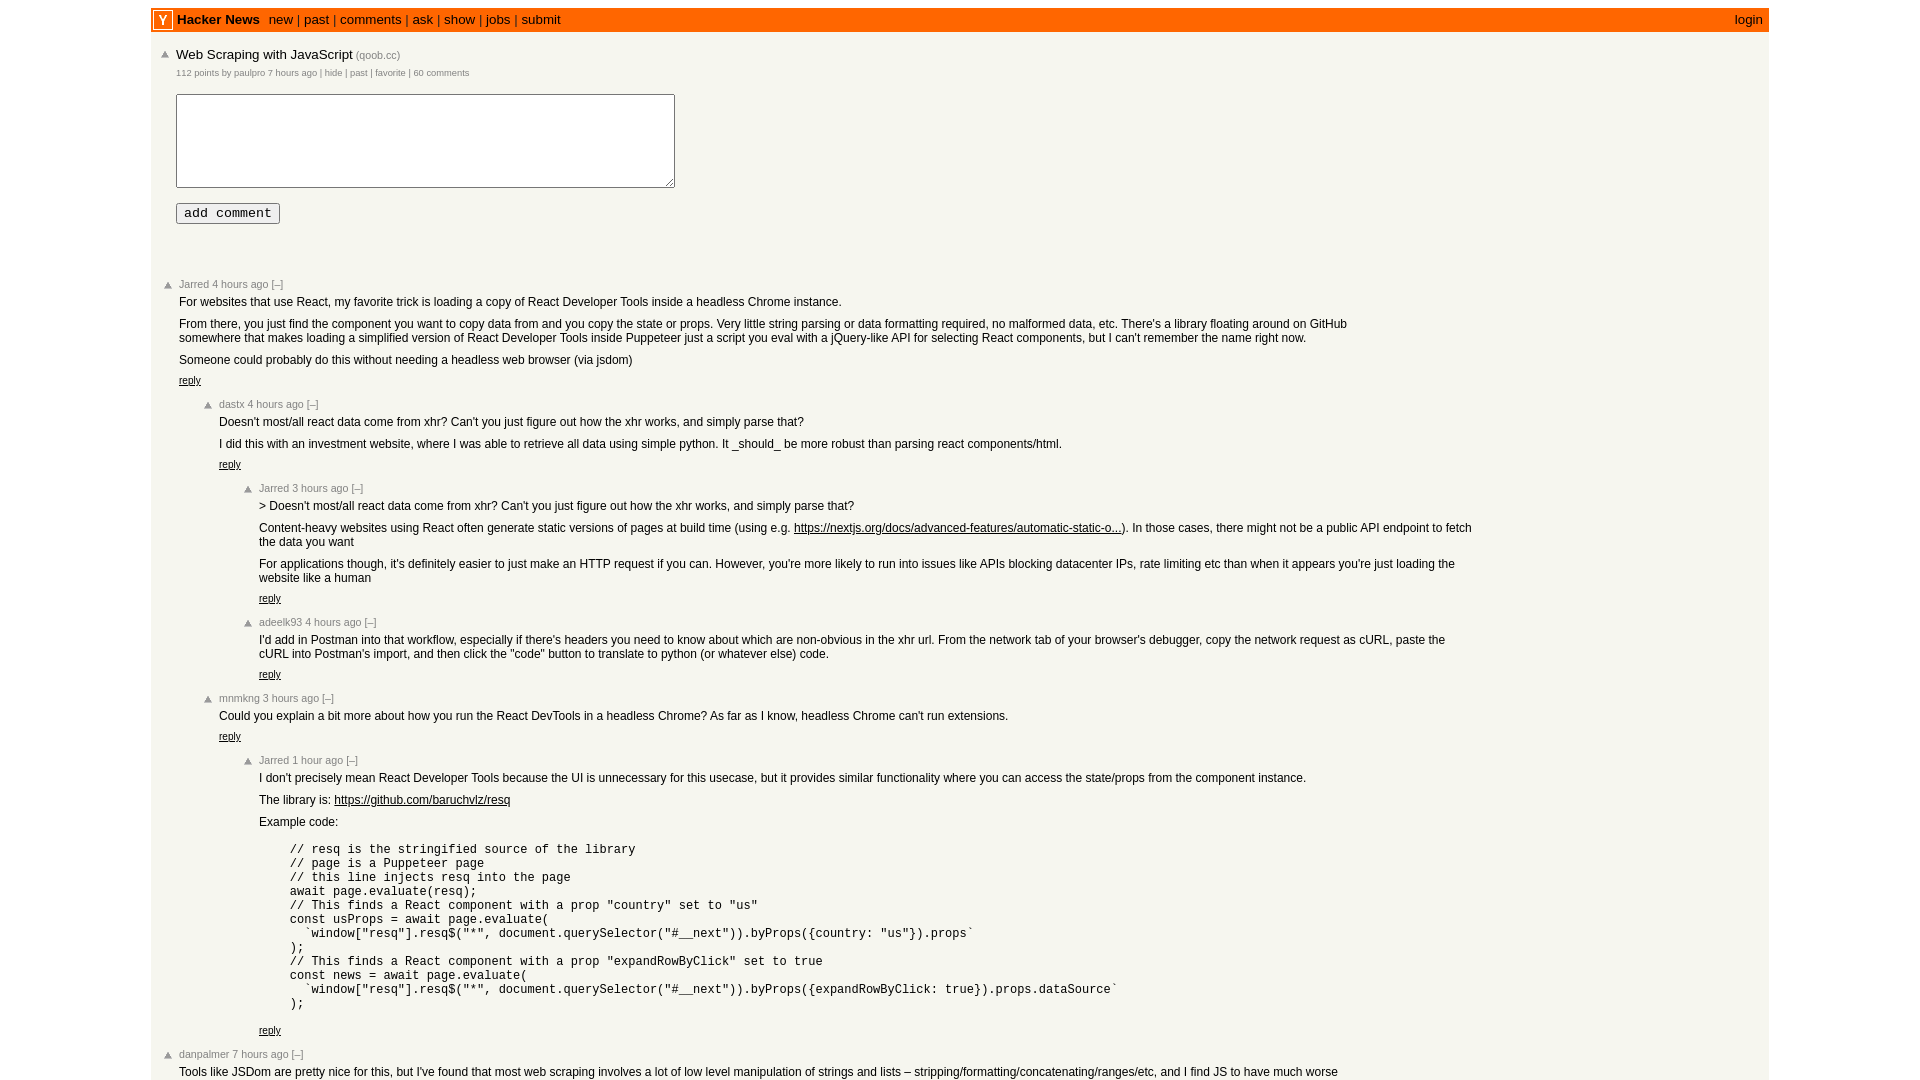 Y Hacker News new | past | comments | ask | show | jobs | submit login
Web Scraping with JavaScript (qoob.cc)
112 points by paulpro 7 hours ago | hide | past | favorite | 60 comments
add comment
Jarred 4 hours ago [–]
For websites that use React, my favorite trick is loading a copy of React Developer Tools inside a headless Chrome instance.
From there, you just find the component you want to copy data from and you copy the state or props. Very little string parsing or data formatting required, no malformed data, etc. There's a library floating around on GitHub
somewhere that makes loading a simplified version of React Developer Tools inside Puppeteer just a script you eval with a jQuery-like API for selecting React components, but I can't remember the name right now.
Someone could probably do this without needing a headless web browser (via jsdom)
reply
dastx 4 hours ago [–]
Doesn't most/all react data come from xhr? Can't you just figure out how the xhr works, and simply parse that?
I did this with an investment website, where I was able to retrieve all data using simple python. It _should_ be more robust than parsing react components/html.
reply
Jarred 3 hours ago [–]
> Doesn't most/all react data come from xhr? Can't you just figure out how the xhr works, and simply parse that?
Content-heavy websites using React often generate static versions of pages at build time (using e.g. https://nextjs.org/docs/advanced-features/automatic-static-o...). In those cases, there might not be a public API endpoint to fetch
the data you want
For applications though, it's definitely easier to just make an HTTP request if you can. However, you're more likely to run into issues like APIs blocking datacenter IPs, rate limiting etc than when it appears you're just loading the
website like a human
reply
adeelk93 4 hours ago [–]
I'd add in Postman into that workflow, especially if there's headers you need to know about which are non-obvious in the xhr url. From the network tab of your browser's debugger, copy the network request as cURL, paste the
cURL into Postman's import, and then click the "code" button to translate to python (or whatever else) code.
reply
mnmkng 3 hours ago [–]
Could you explain a bit more about how you run the React DevTools in a headless Chrome? As far as I know, headless Chrome can't run extensions.
reply
Jarred 1 hour ago [–]
I don't precisely mean React Developer Tools because the UI is unnecessary for this usecase, but it provides similar functionality where you can access the state/props from the component instance.
The library is: https://github.com/baruchvlz/resq
Example code:
// resq is the stringified source of the library
// page is a Puppeteer page
// this line injects resq into the page
await page.evaluate(resq);
// This finds a React component with a prop "country" set to "us"
const usProps = await page.evaluate(
`window["resq"].resq$("*", document.querySelector("#__next")).byProps({country: "us"}).props`
);
// This finds a React component with a prop "expandRowByClick" set to true
const news = await page.evaluate(
`window["resq"].resq$("*", document.querySelector("#__next")).byProps({expandRowByClick: true}).props.dataSource`
);
reply
danpalmer 7 hours ago [–]
Tools like JSDom are pretty nice for this, but I've found that most web scraping involves a lot of low level manipulation of strings and lists – stripping/formatting/concatenating/ranges/etc, and I find JS to have much worse